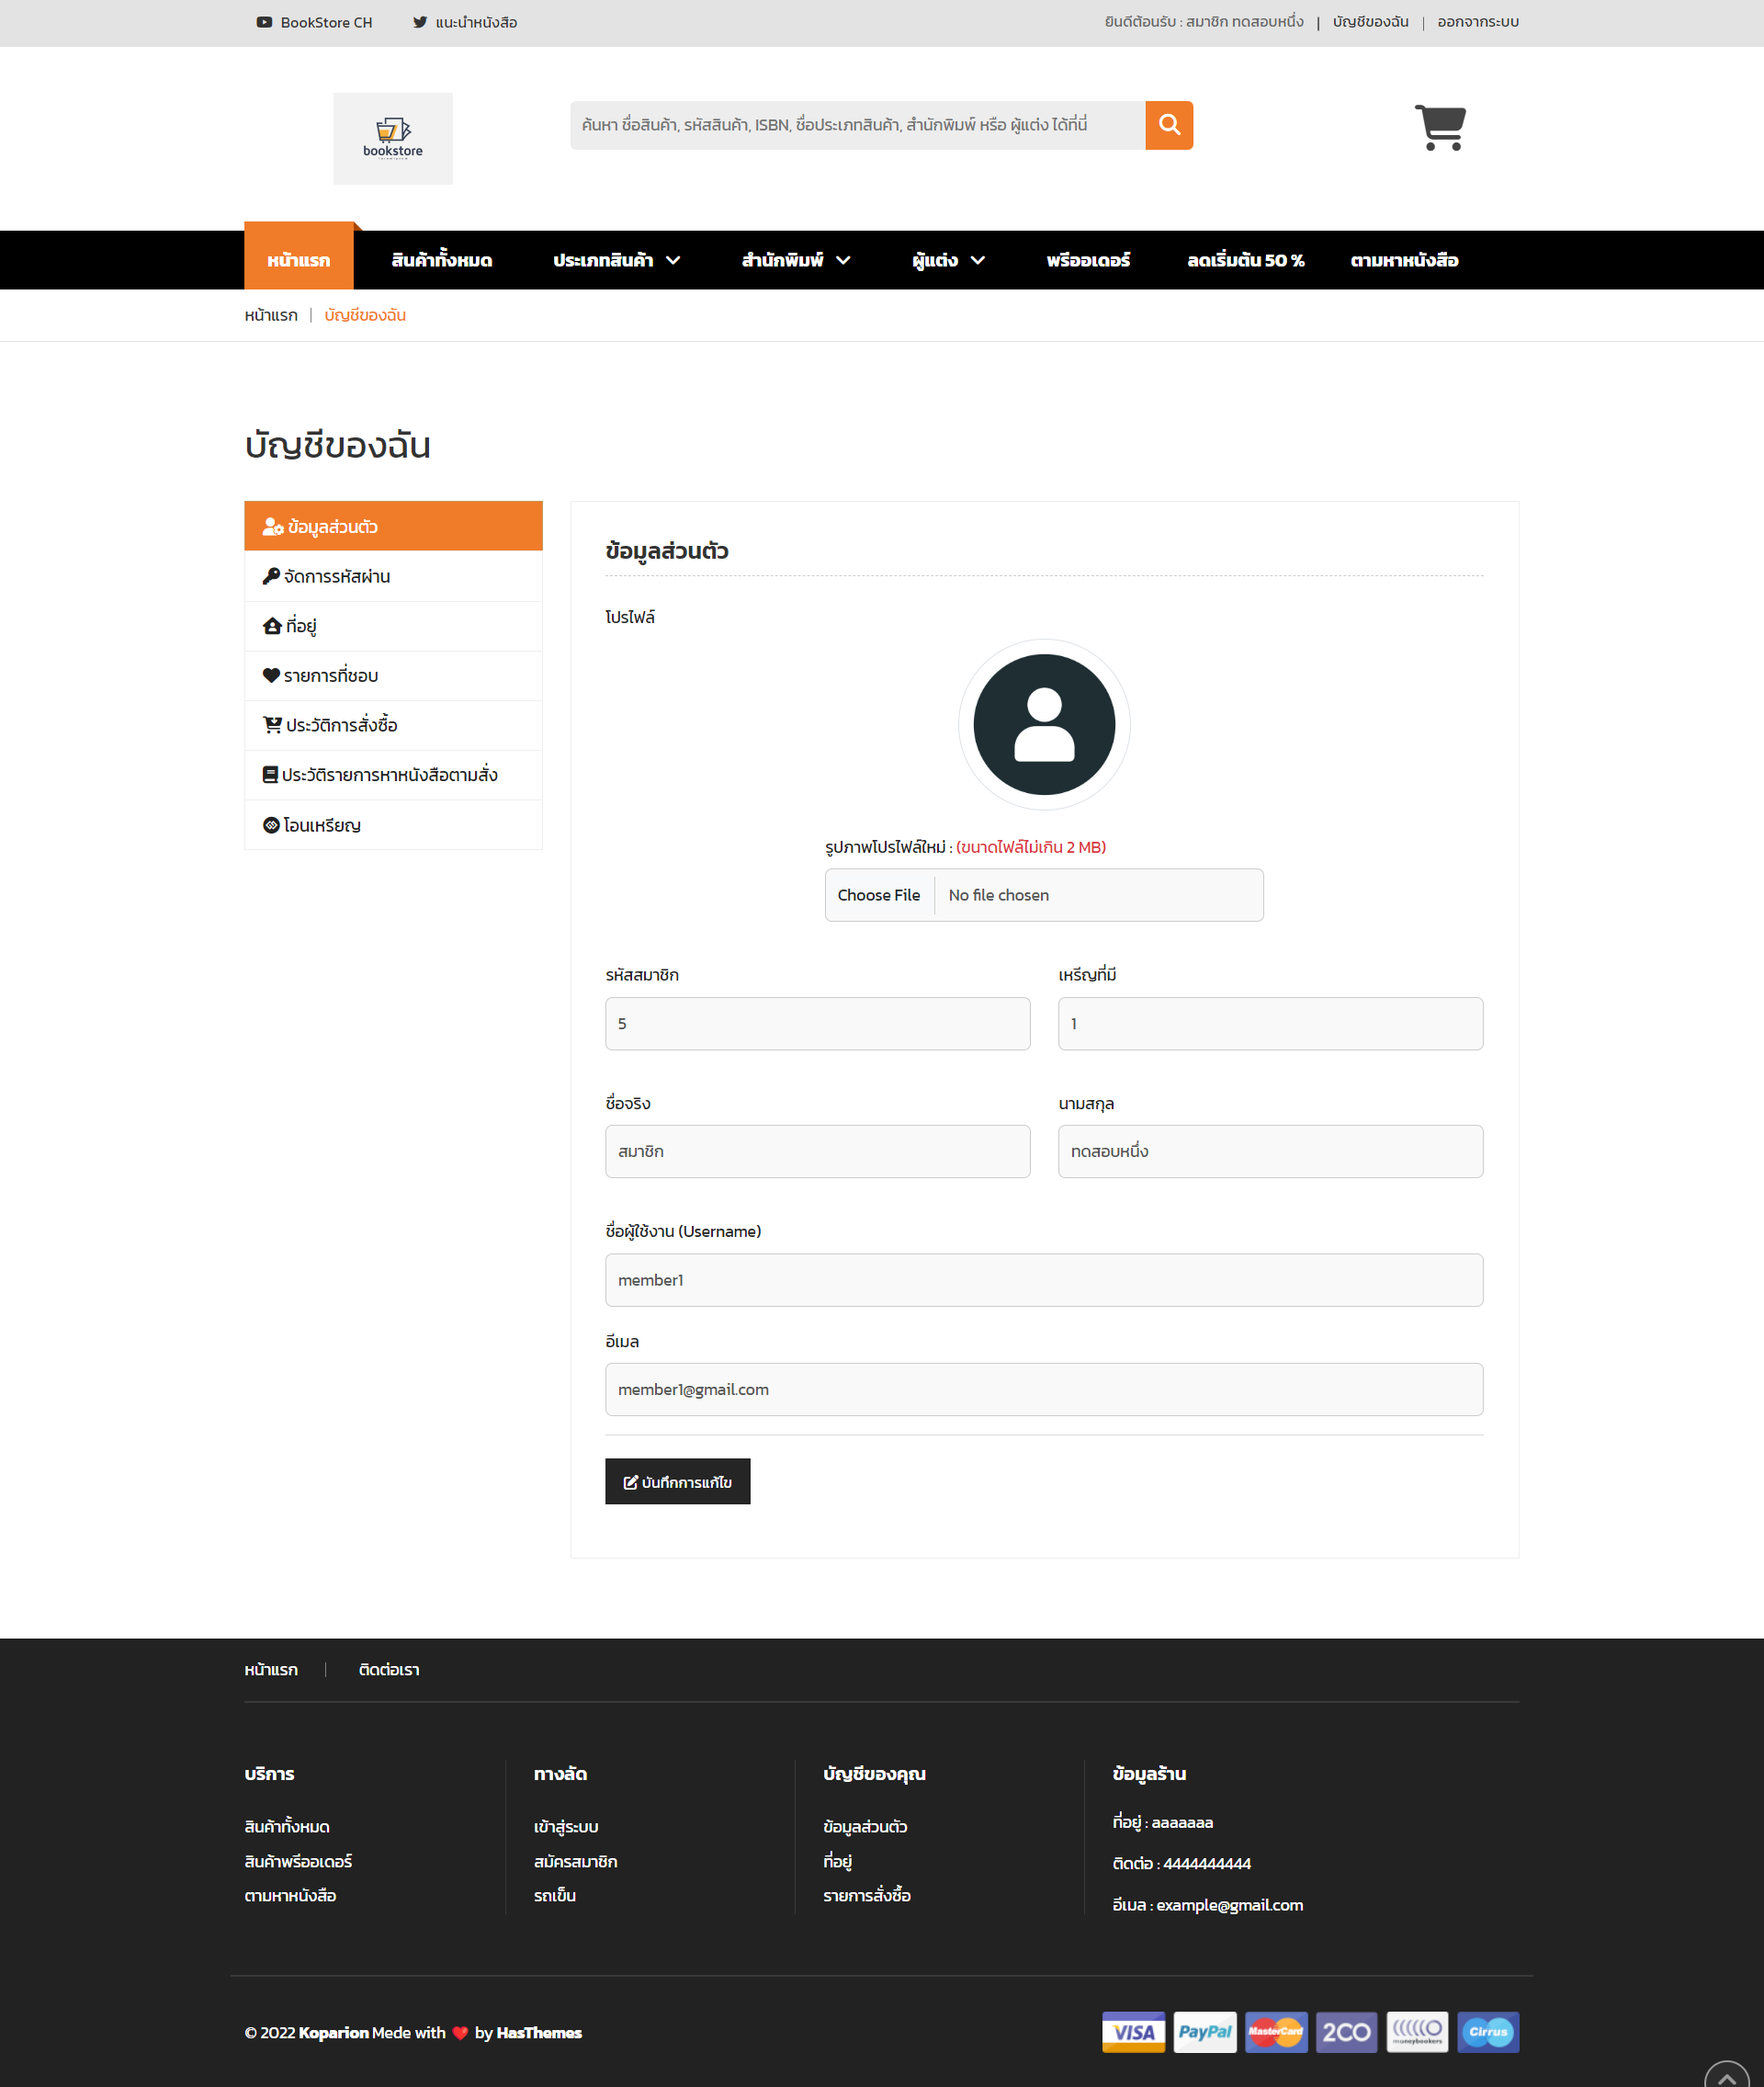 BookStore CH
แนะนำหนังสือ
ยินดีต้อนรับ : สมาชิก ทดสอบหนึ่ง | บัญชีของฉัน | ออกจากระบบ
bookstore
ค้นหา ชื่อสินค้า, รหัสสินค้า, ISBN, ชื่อประเภทสินค้า, สำนักพิมพ์ หรือ ผู้แต่ง ได้ที่นี่
หน้าแรก
สินค้าทั้งหมด
ประเภทสินค้า
สำนักพิมพ์
ผู้แต่ง
พรีออเดอร์
ลดเริ่มต้น 50 %
ตามหาหนังสือ
หน้าแรก | บัญชีของฉัน
บัญชีของฉัน
ข้อมูลส่วนตัว
จัดการรหัสผ่าน
ที่อยู่
รายการที่ชอบ
ประวัติการสั่งซื้อ
ประวัติรายการหาหนังสือตามสั่ง
โอนเหรียญ
ข้อมูลส่วนตัว
โปรไฟล์
รูปภาพโปรไฟล์ใหม่ : (ขนาดไฟล์ไม่เกิน 2 MB)
Choose File No file chosen
รหัสสมาชิก
5
เหรีญที่มี
1
ชื่อจริง
สมาชิก
นามสกุล
ทดสอบหนึ่ง
ชื่อผู้ใช้งาน (Username)
member1
อีเมล
member1@gmail.com
บันทึกการแก้ไข
หน้าแรก | ติดต่อเรา
บริการ
สินค้าทั้งหมด
สินค้าพรีออเดอร์
ตามหาหนังสือ
ทางลัด
เข้าสู่ระบบ
สมัครสมาชิก
รถเข็น
บัญชีของคุณ
ข้อมูลส่วนตัว
ที่อยู่
รายการสั่งซื้อ
ข้อมูลร้าน
ที่อยู่ : aaaaaaa
ติดต่อ : 4444444444
อีเมล : example@gmail.com
© 2022 Koparion Mede with ❤️ by HasThemes
VISA
PayPal
MasterCard
2CO
moneybookers
Cirrus